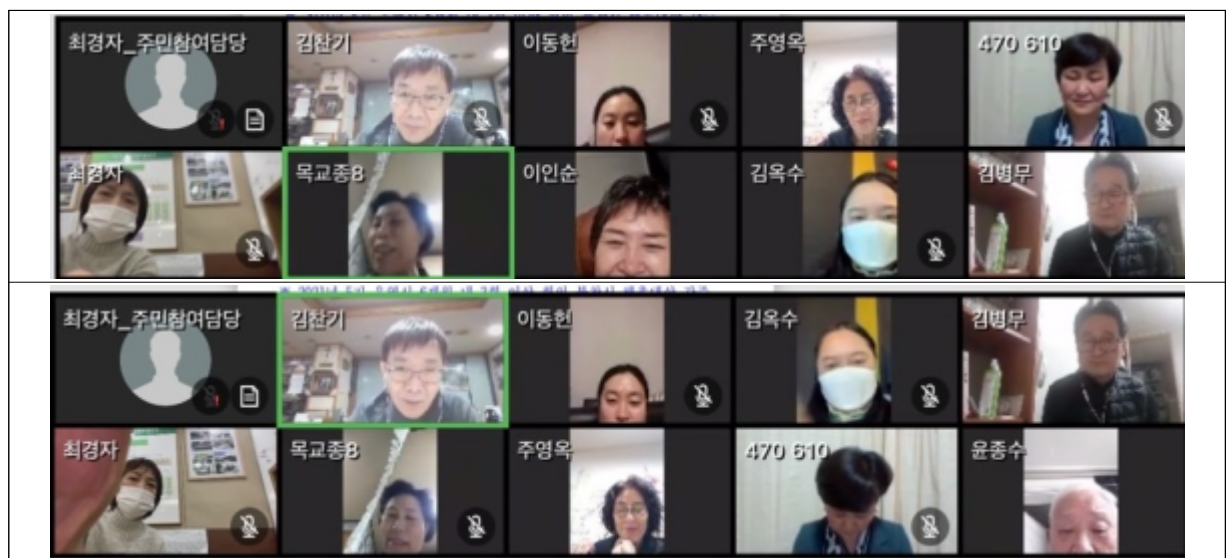 최경자_주민참여담당 김찬기 이동헌 주영옥 470 610
최경자 목교종8 이인순 김옥수 김병무
최경자_주민참여담당 김찬기 이동헌 김옥수 김병무
최경자 목교종8 주영옥 470 610 윤종수